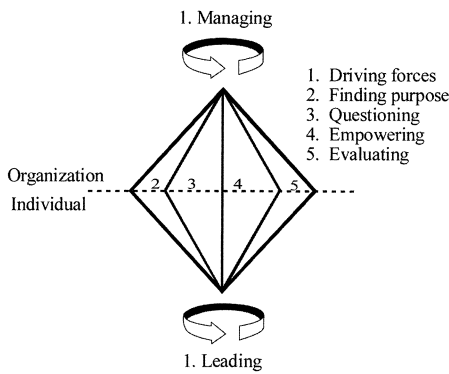 1. Managing
1. Driving forces
2. Finding purpose
3. Questioning
4. Empowering
5. Evaluating
Organization
Individual
2 3 4 5
1. Leading